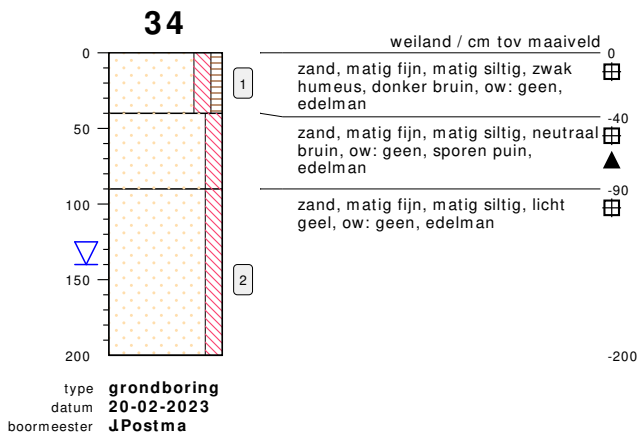 34
weiland / cm tov maaiveld
0
0
zand, matig fijn, matig siltig, zwak
humeus, donker bruin, ow: geen,
edelman
1
-40
50
zand, matig fijn, matig siltig, neutraal
bruin, ow: geen, sporen puin,
edelman
-90
100
zand, matig fijn, matig siltig, licht
geel, ow: geen, edelman
150
2
200
-200
type grondboring
datum 20-02-2023
boormeester J.Postma